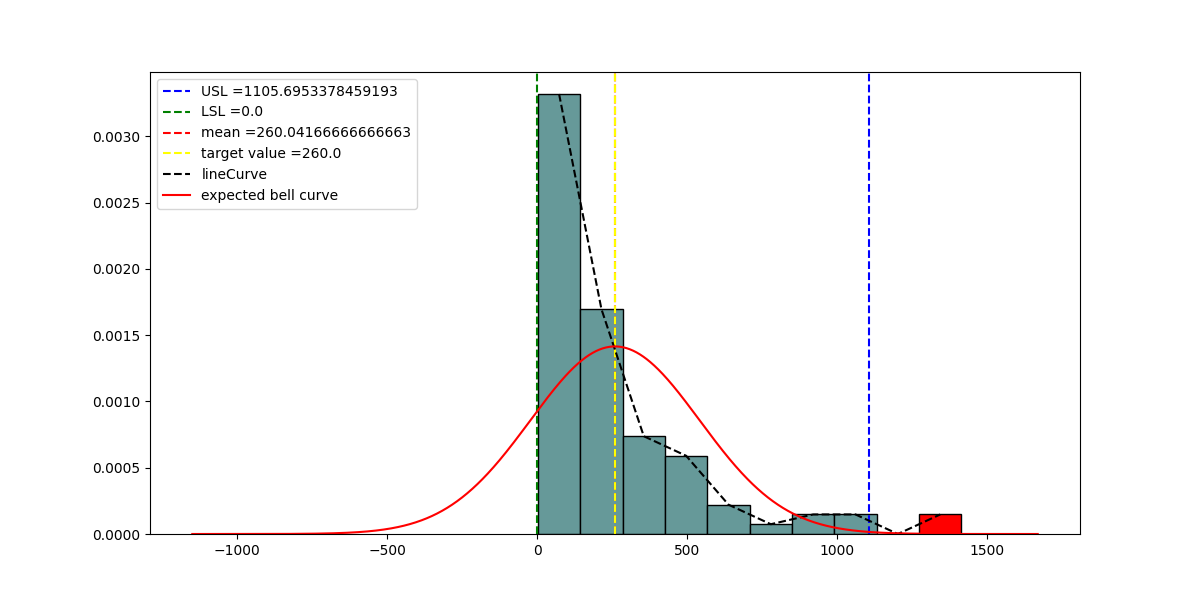 USL =1105.6953378459193
LSL =0.0
mean =260.04166666666663
target value =260.0
lineCurve
expected bell curve
0.0030
0.0025
0.0020
0.0015
0.0010
0.0005
0.0000
−1000 −500 0 500 1000 1500